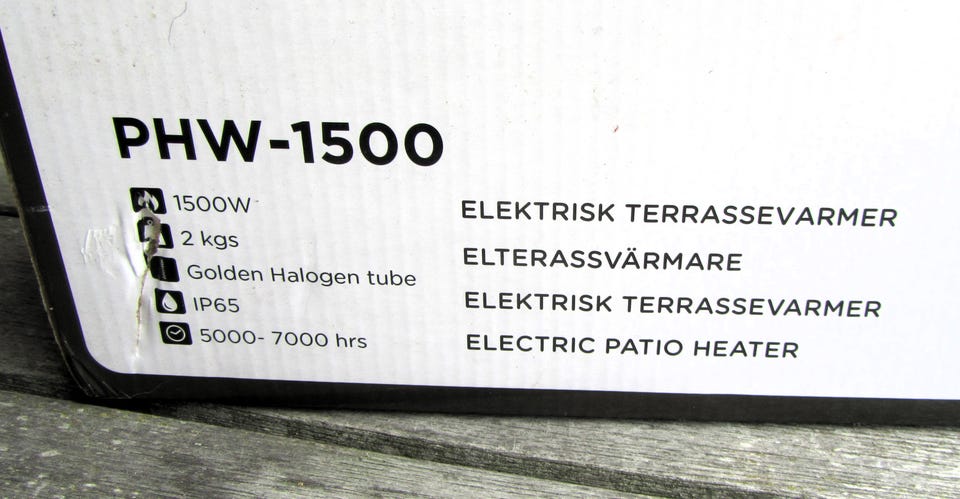 PHW-1500
1500W
2 kgs
Golden Halogen tube
IP65
5000- 7000 hrs
ELEKTRISK TERRASSEVARMER
ELTERASSVÄRMARE
ELEKTRISK TERRASSEVARMER
ELECTRIC PATIO HEATER